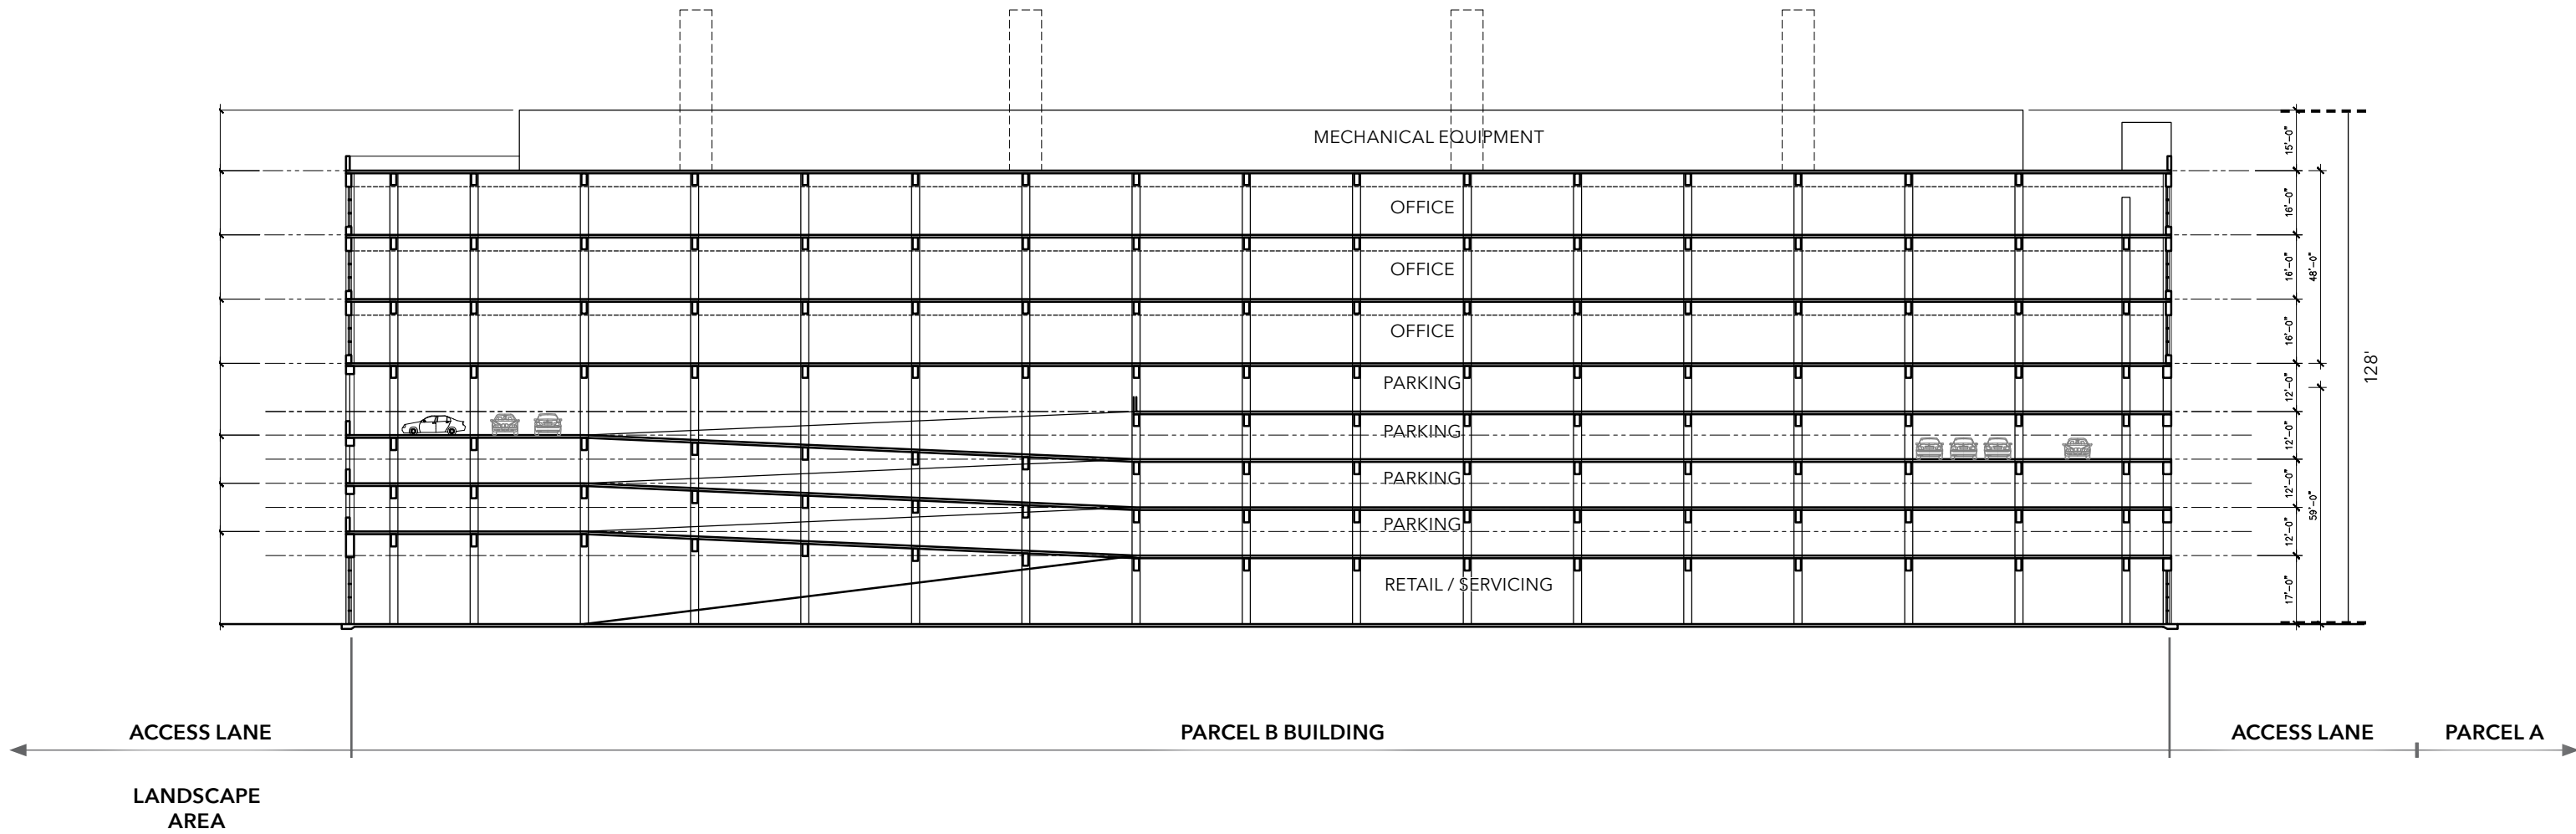 MECHANICAL EQUIPMENT
15'-0"
OFFICE
16'-0"
OFFICE
16'-0"
48'-0"
OFFICE
16'-0"
128'
PARKING
12'-0"
PARKING
12'-0"
PARKING
12'-0"
59'-0"
PARKING
12'-0"
RETAIL / SERVICING
17'-0"
ACCESS LANE
PARCEL B BUILDING
ACCESS LANE
PARCEL A
LANDSCAPE
AREA